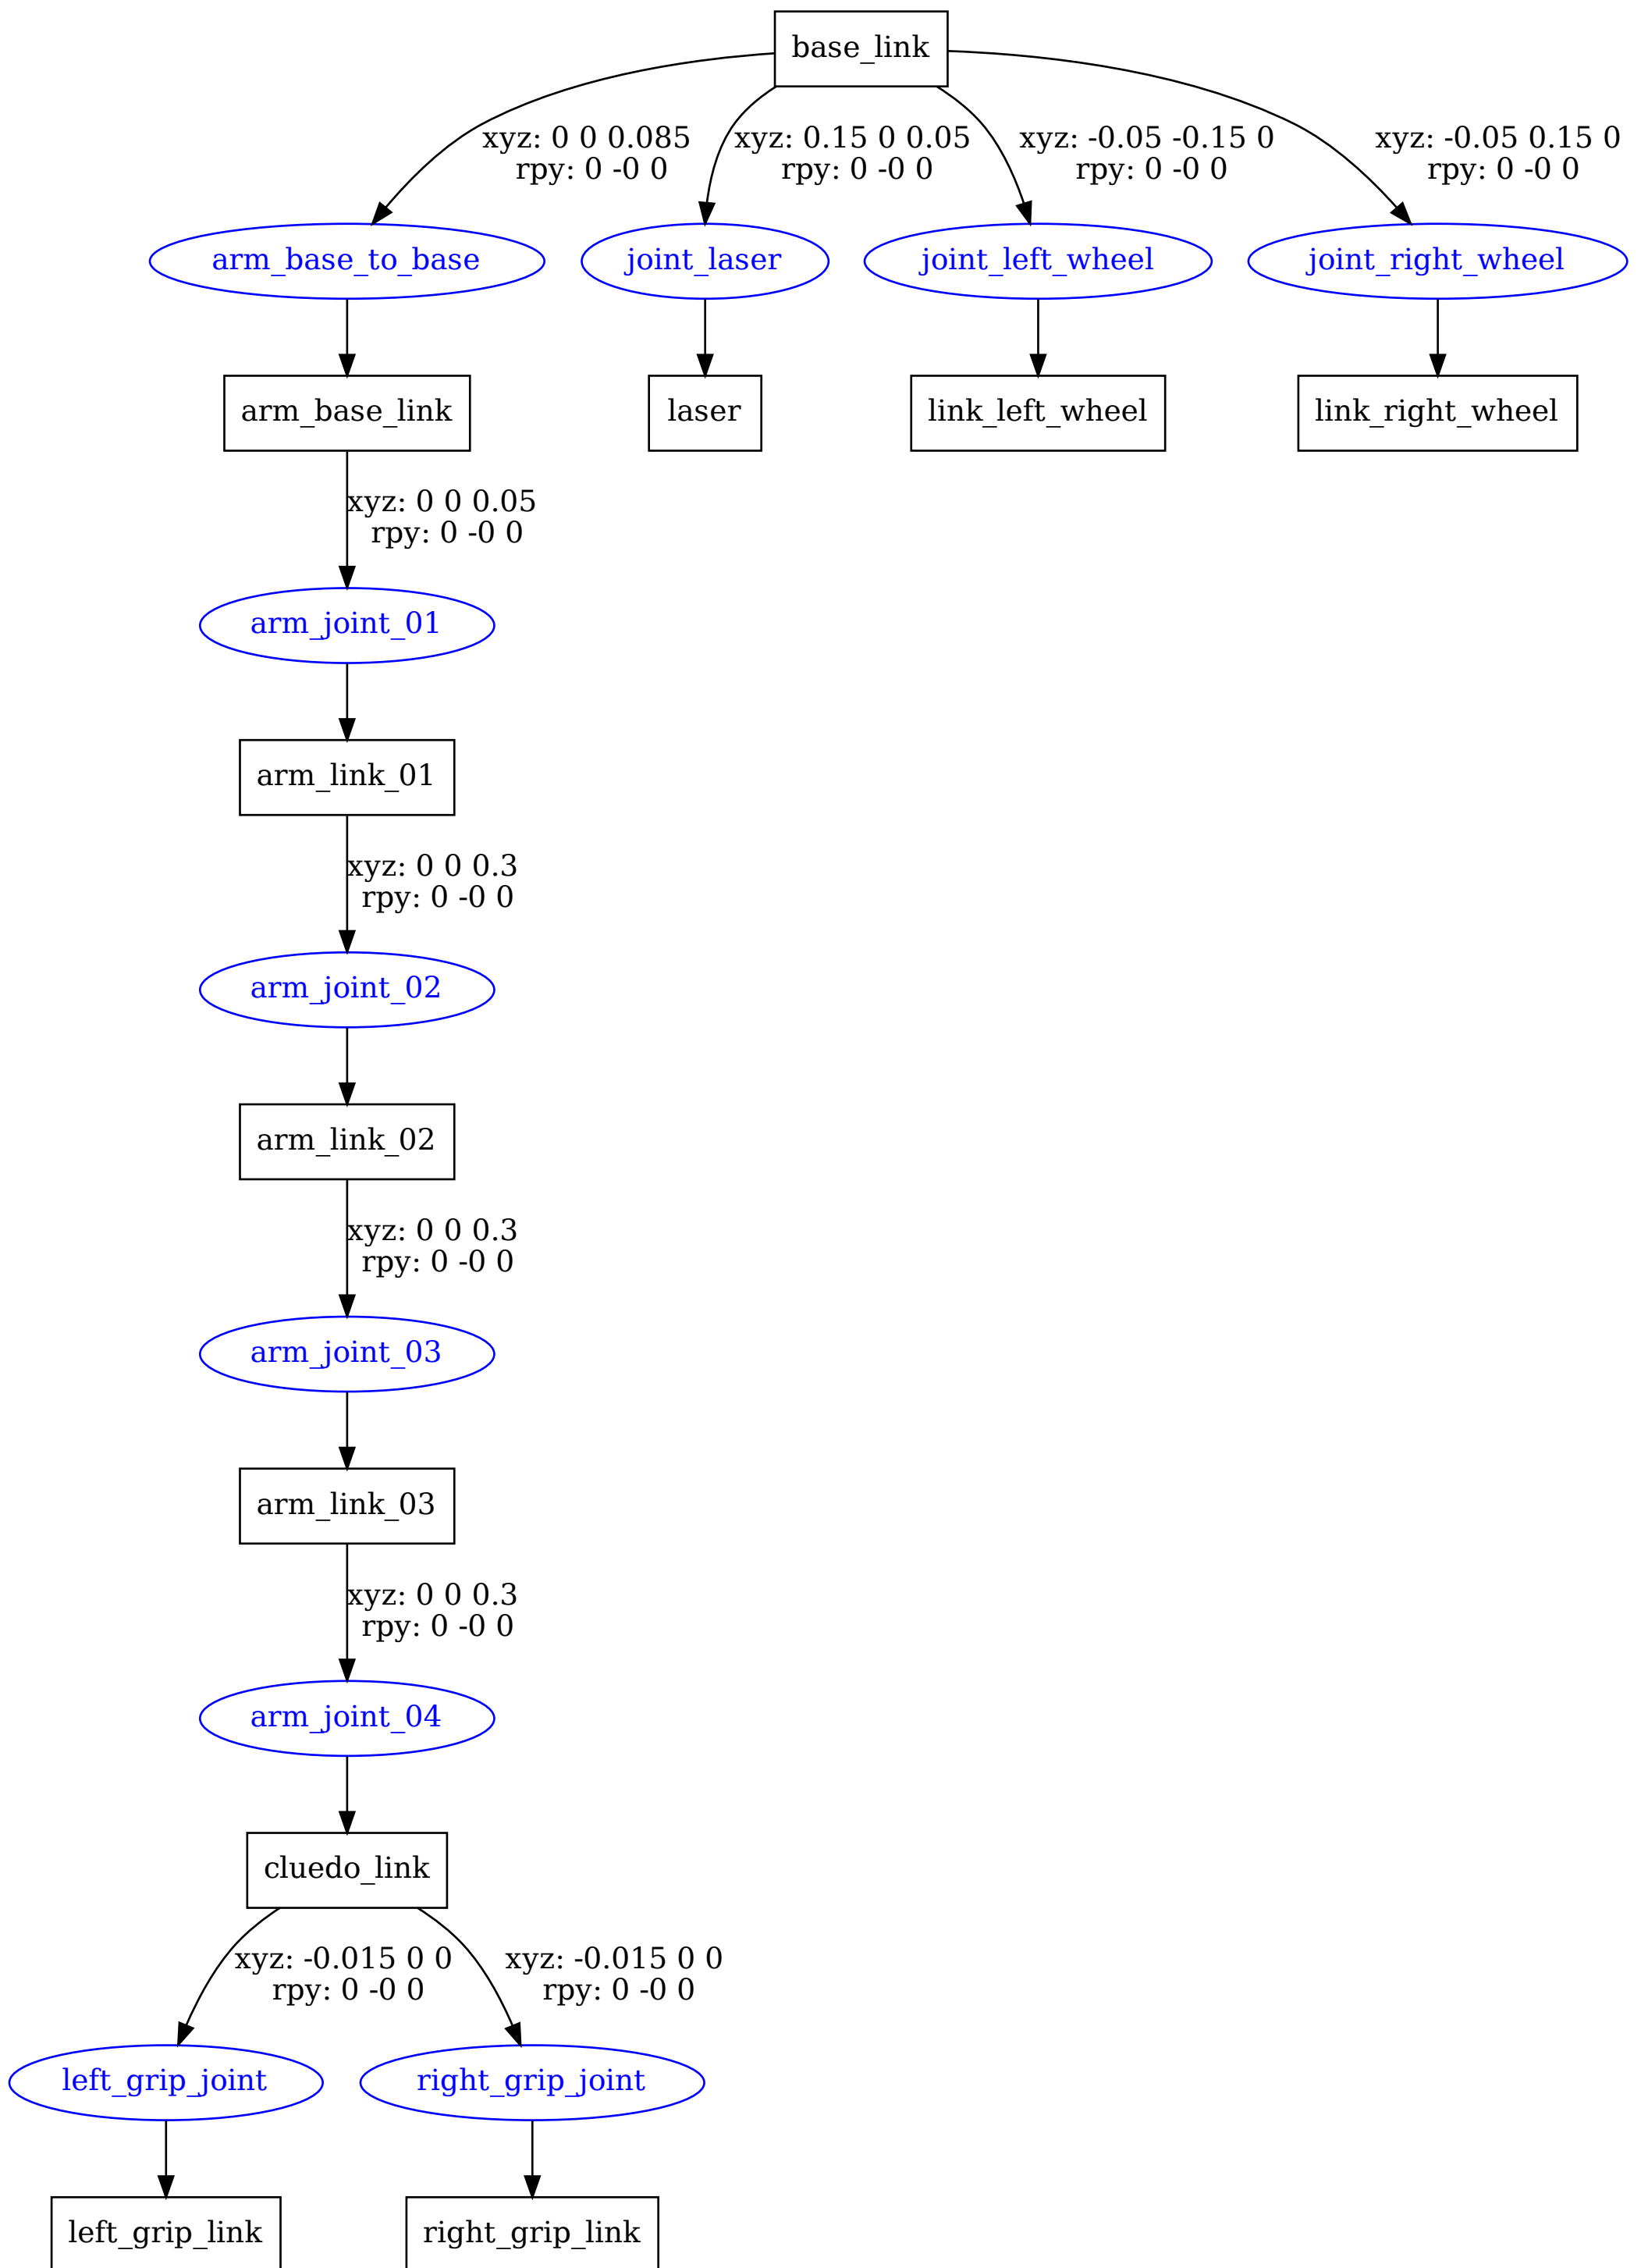 base_link
xyz: 0 0 0.085
rpy: 0 -0 0
xyz: 0.15 0 0.05
rpy: 0 -0 0
xyz: -0.05 -0.15 0
rpy: 0 -0 0
xyz: -0.05 0.15 0
rpy: 0 -0 0
arm_base_to_base
joint_laser
joint_left_wheel
joint_right_wheel
arm_base_link
laser
link_left_wheel
link_right_wheel
xyz: 0 0 0.05
rpy: 0 -0 0
arm_joint_01
arm_link_01
xyz: 0 0 0.3
rpy: 0 -0 0
arm_joint_02
arm_link_02
xyz: 0 0 0.3
rpy: 0 -0 0
arm_joint_03
arm_link_03
xyz: 0 0 0.3
rpy: 0 -0 0
arm_joint_04
cluedo_link
xyz: -0.015 0 0
rpy: 0 -0 0
xyz: -0.015 0 0
rpy: 0 -0 0
left_grip_joint
right_grip_joint
left_grip_link
right_grip_link